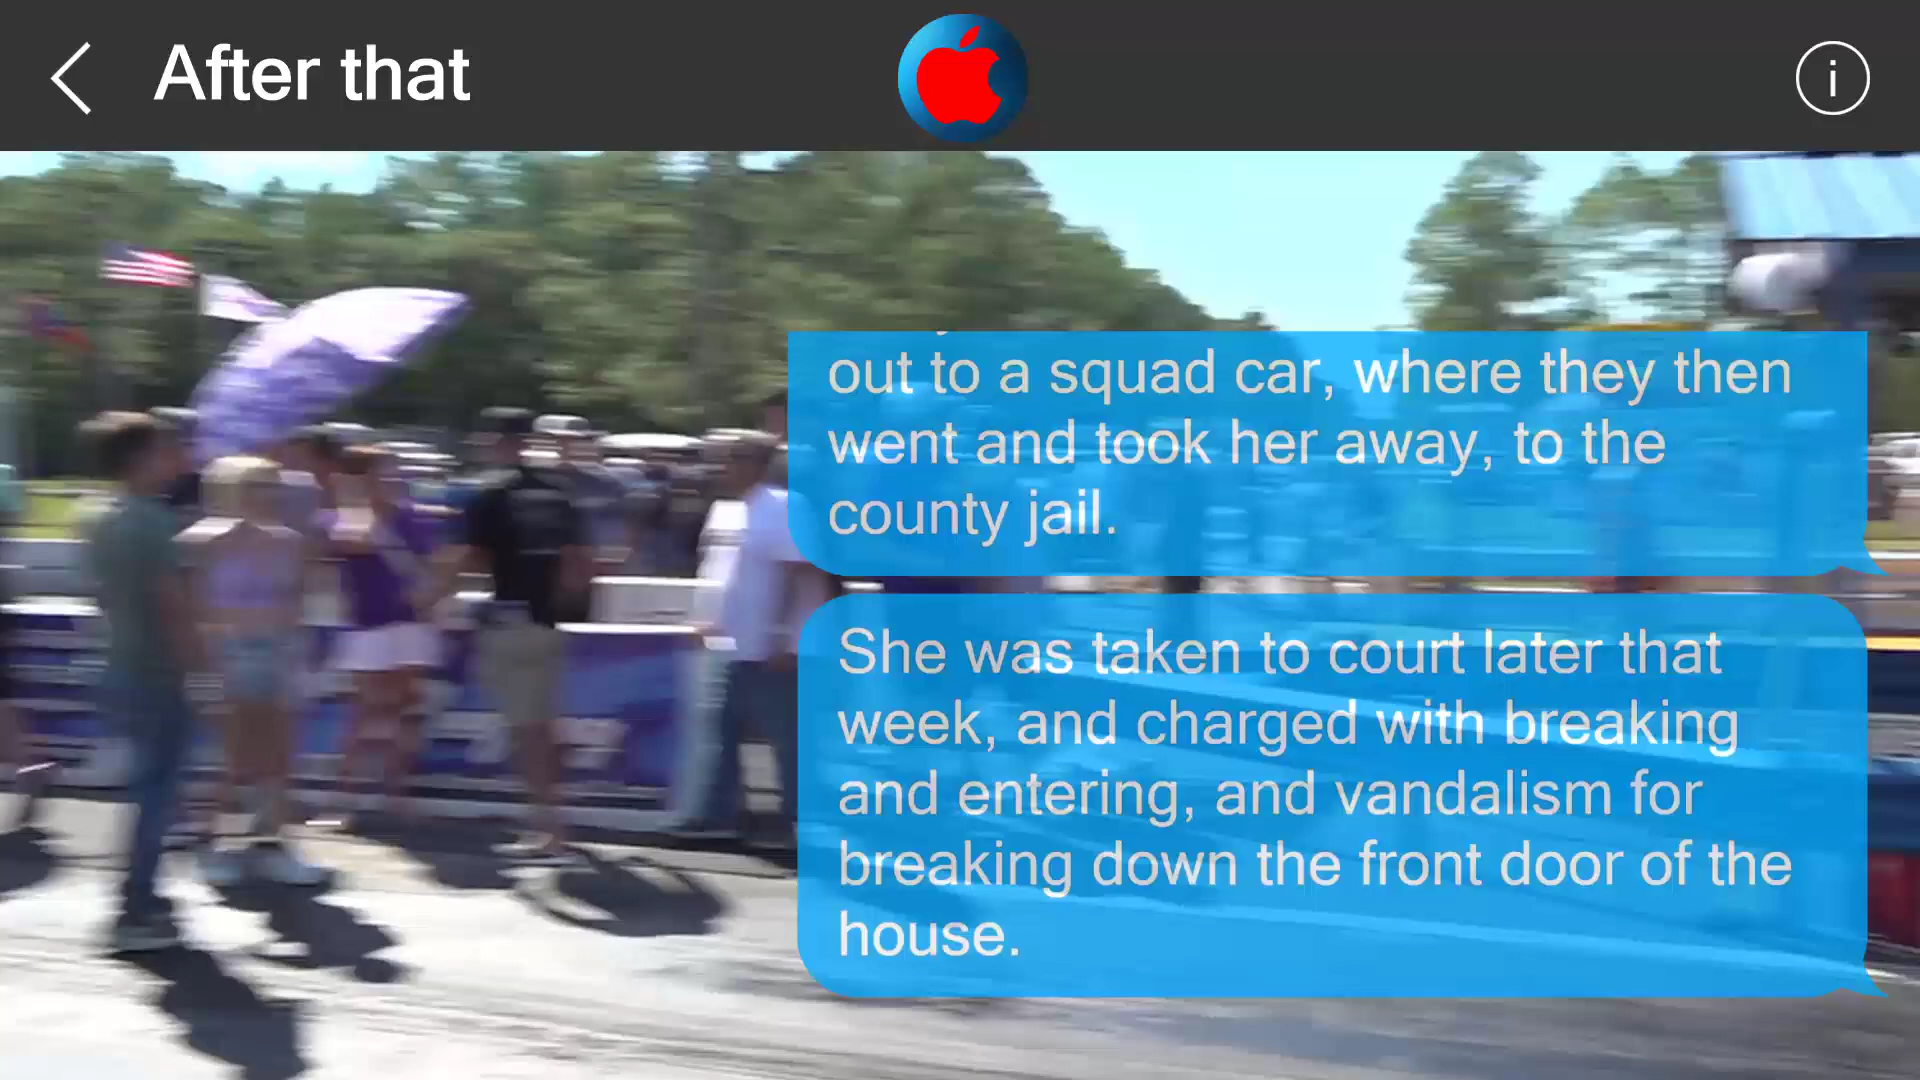 After that
out to a squad car, where they then
went and took her away, to the
county jail.
She was taken to court later that
week, and charged with breaking
and entering, and vandalism for
breaking down the front door of the
house.